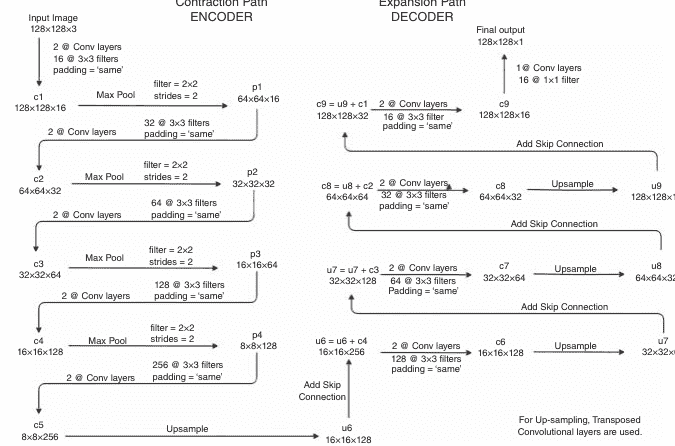 Contraction Path
ENCODER
Input Image
128×128×3
2 @ Conv layers
16 @ 3×3 filters
padding = 'same'
c1
128×128×16
Max Pool
filter = 2×2
strides = 2
p1
64×64×16
2 @ Conv layers
32 @ 3×3 filters
padding = 'same'
c2
64×64×32
Max Pool
filter = 2×2
strides = 2
p2
32×32×32
2 @ Conv layers
64 @ 3×3 filters
padding = 'same'
c3
32×32×64
Max Pool
filter = 2×2
strides = 2
p3
16×16×64
2 @ Conv layers
128 @ 3×3 filters
padding = 'same'
c4
16×16×128
Max Pool
filter = 2×2
strides = 2
p4
8×8×128
2 @ Conv layers
256 @ 3×3 filters
padding = 'same'
c5
8×8×256
Upsample
u6
16×16×128
Add Skip
Connection
Expansion Path
DECODER
Final output
128×128×1
1@ Conv layers
16 @ 1×1 filter
c9 = u9 + c1
128×128×32
2 @ Conv layers
16 @ 3×3 filter
padding = 'same'
c9
128×128×16
Add Skip Connection
c8 = u8 + c2
64×64×64
2 @ Conv layers
32 @ 3×3 filters
padding = 'same'
c8
64×64×32
Upsample
u9
128×128×1
Add Skip Connection
u7 = u7 + c3
32×32×128
2 @ Conv layers
64 @ 3×3 filters
Padding = 'same'
c7
32×32×64
Upsample
u8
64×64×32
Add Skip Connection
u6 = u6 + c4
16×16×256
2 @ Conv layers
128 @ 3×3 filters
padding = 'same'
c6
16×16×128
Upsample
u7
32×32×
For Up-sampling, Transposed
Convolutional layers are used.